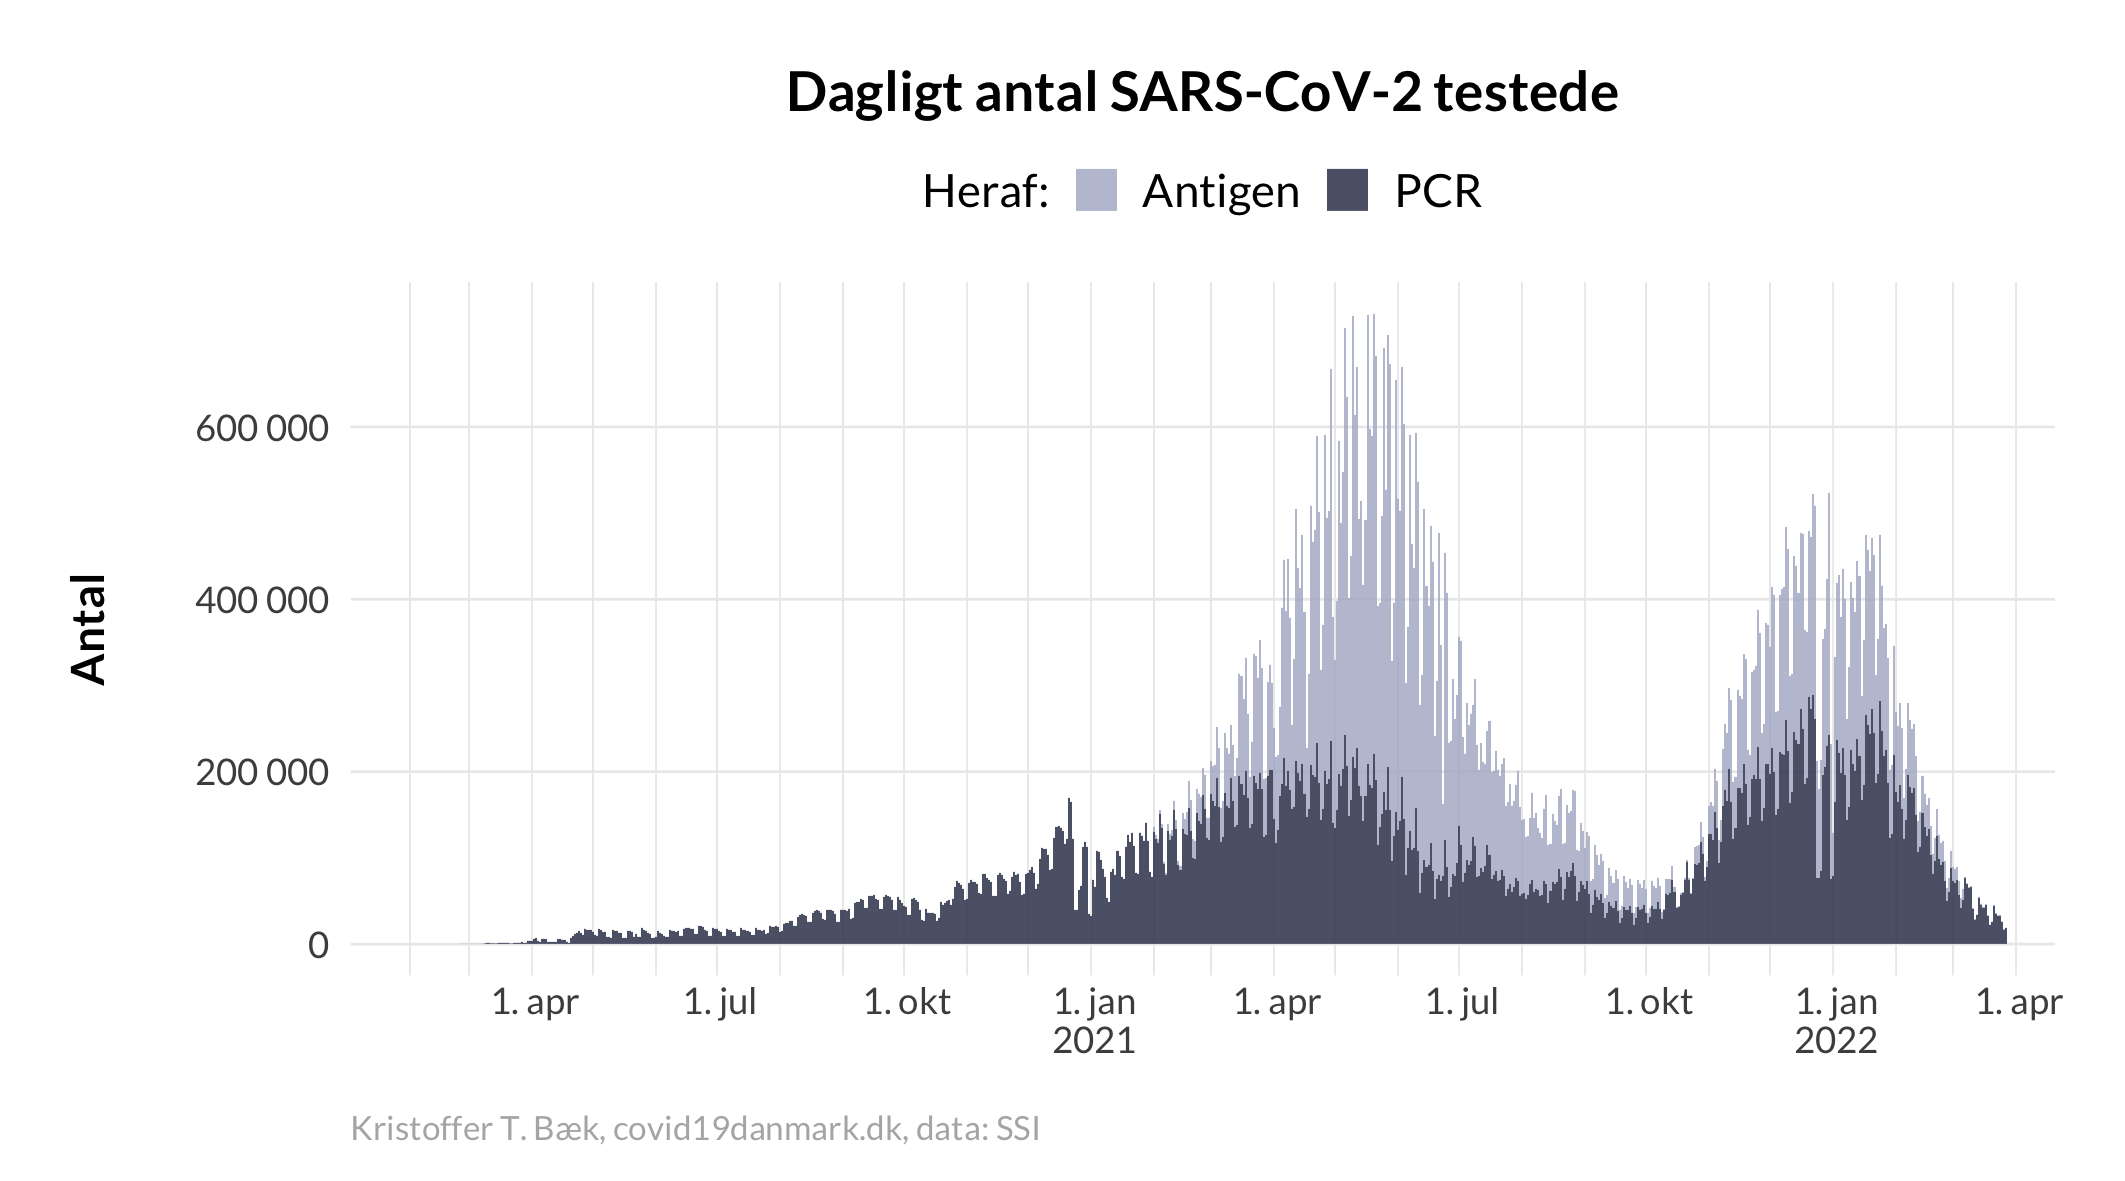 Dagligt antal SARS-CoV-2 testede
Heraf: Antigen PCR
Antal
600 000
400 000
200 000
0
1. apr 1. jul 1. okt 1. jan 1. apr 1. jul 1. okt 1. jan 1. apr
2021 2022
Kristoffer T. Bæk, covid19danmark.dk, data: SSI